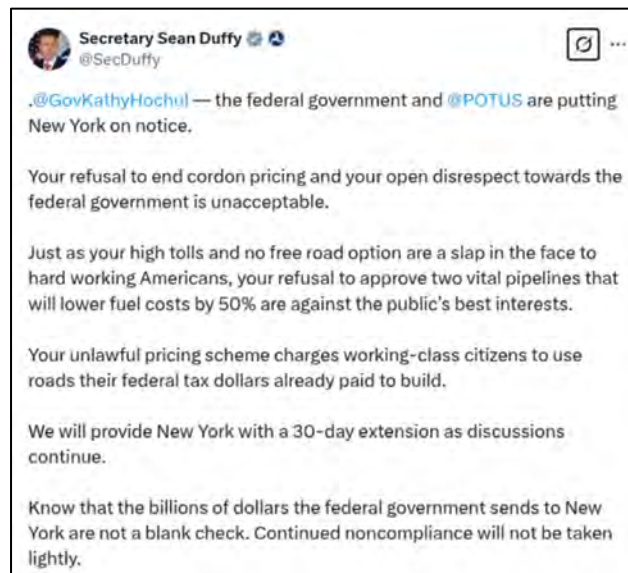 Secretary Sean Duffy
@SecDuffy
...
.@GovKathyHochul — the federal government and @POTUS are putting
New York on notice.
Your refusal to end cordon pricing and your open disrespect towards the
federal government is unacceptable.
Just as your high tolls and no free road option are a slap in the face to
hard working Americans, your refusal to approve two vital pipelines that
will lower fuel costs by 50% are against the public's best interests.
Your unlawful pricing scheme charges working-class citizens to use
roads their federal tax dollars already paid to build.
We will provide New York with a 30-day extension as discussions
continue.
Know that the billions of dollars the federal government sends to New
York are not a blank check. Continued noncompliance will not be taken
lightly.